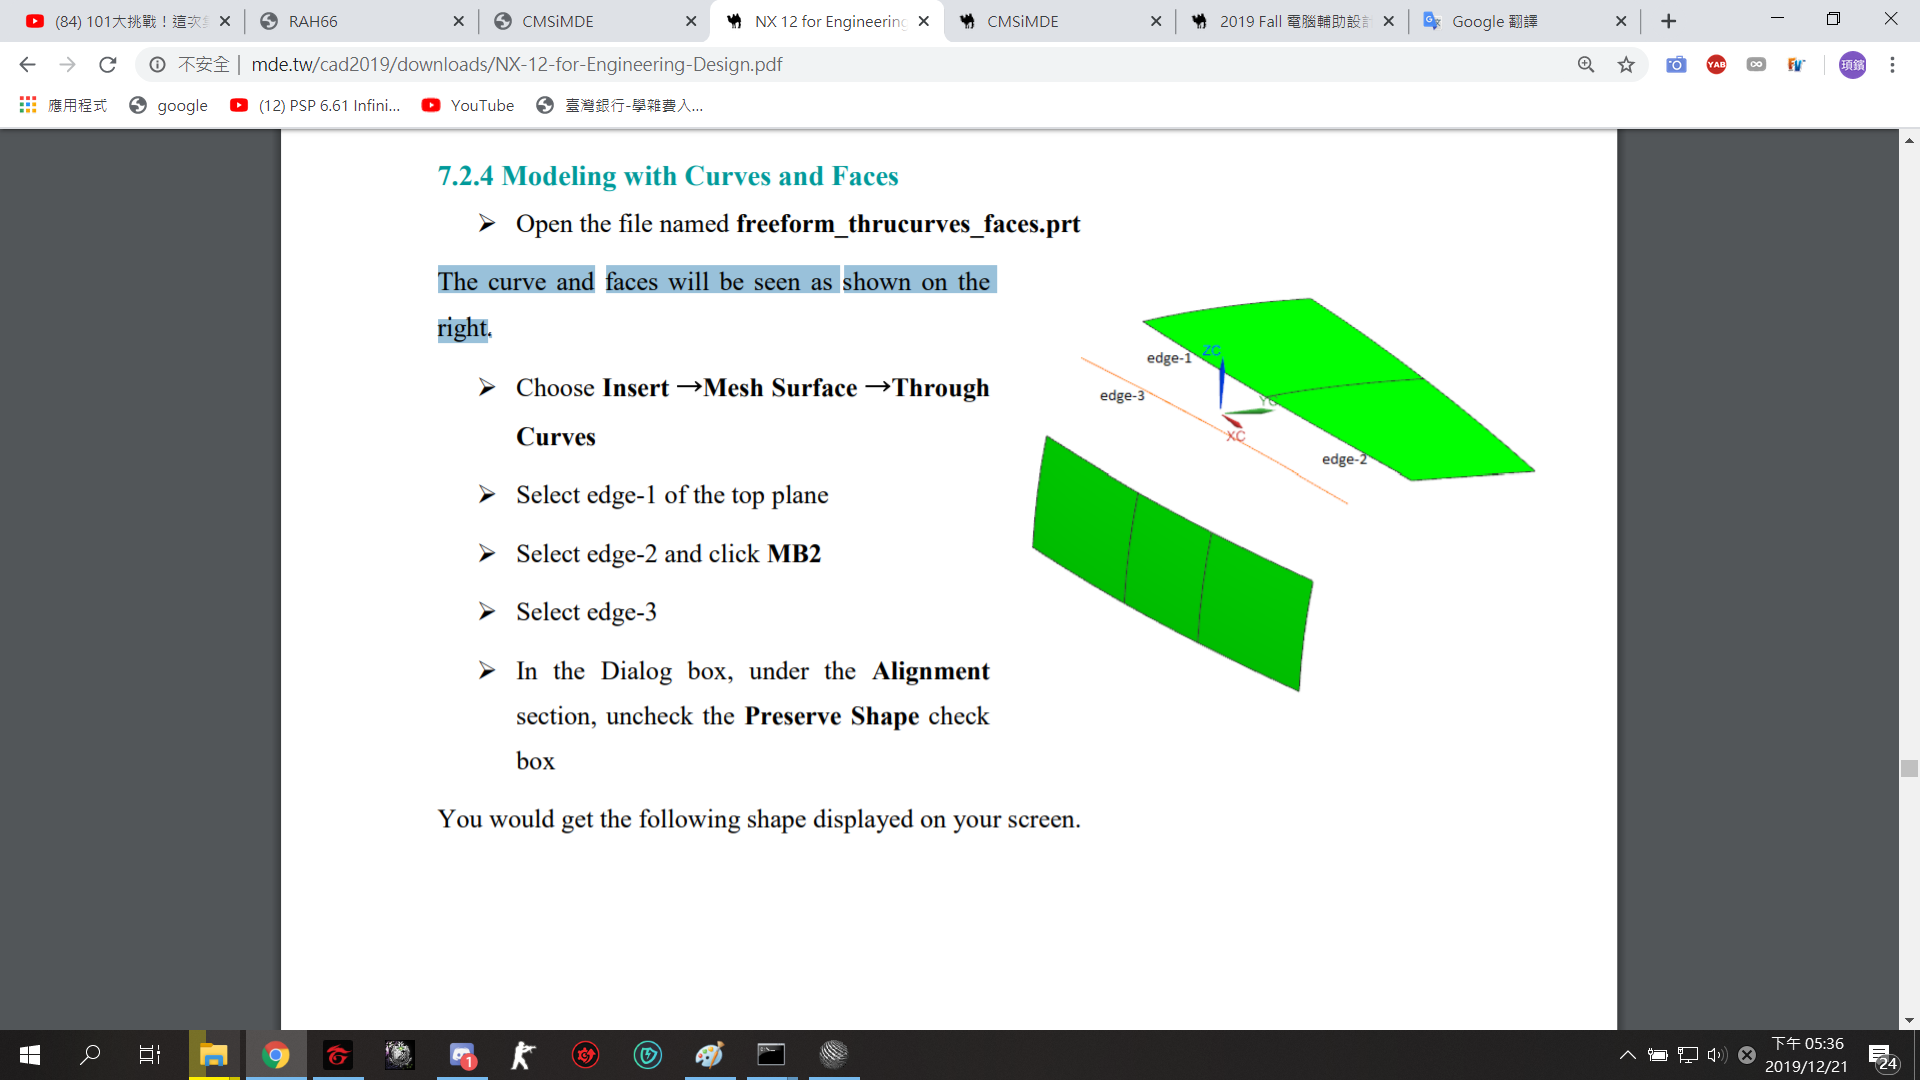 (84) 101大挑戰！這次
RAH66
CMSiMDE
NX 12 for Engineering
CMSiMDE
2019 Fall 電腦輔助設
Google 翻譯
不安全 | mde.tw/cad2019/downloads/NX-12-for-Engineering-Design.pdf
YAB
項鑌
應用程式
google
(12) PSP 6.61 Infini...
YouTube
臺灣銀行-學雜費入...
7.2.4 Modeling with Curves and Faces
➢ Open the file named freeform_thrucurves_faces.prt
The curve and faces will be seen as shown on the
right.
➢ Choose Insert →Mesh Surface →Through
Curves
➢ Select edge-1 of the top plane
➢ Select edge-2 and click MB2
➢ Select edge-3
➢ In the Dialog box, under the Alignment
section, uncheck the Preserve Shape check
box
You would get the following shape displayed on your screen.
edge-1
ZC
edge-3
YC
XC
edge-2
1
下午 05:36
2019/12/21
24